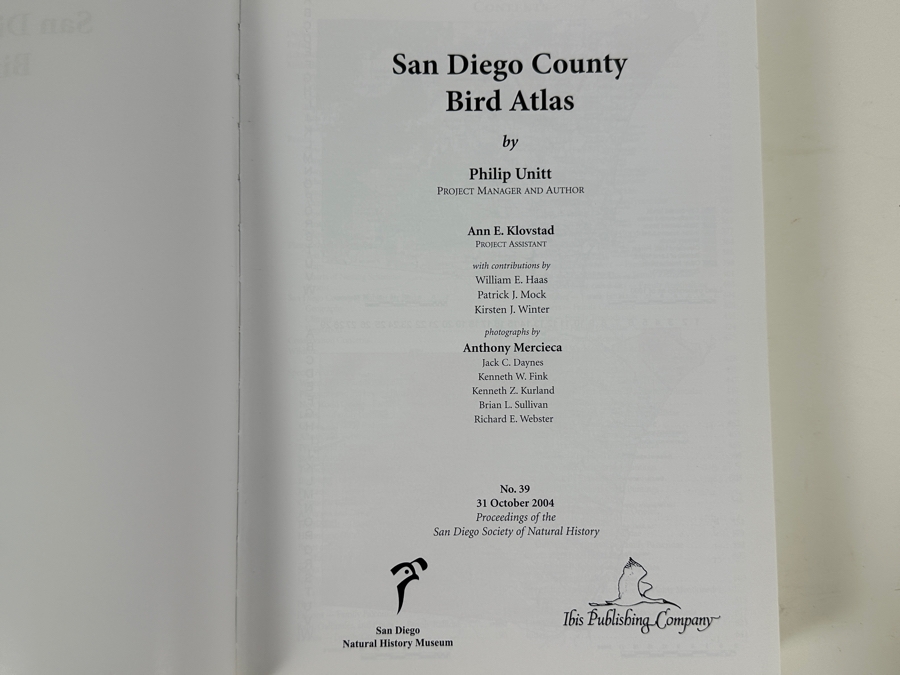 San Diego County
Bird Atlas
by
Philip Unitt
Project Manager and Author
Ann E. Klovstad
Project Assistant
with contributions by
William E. Haas
Patrick J. Mock
Kirsten J. Winter
photographs by
Anthony Mercieca
Jack C. Daynes
Kenneth W. Fink
Kenneth Z. Kurland
Brian L. Sullivan
Richard E. Webster
No. 39
31 October 2004
Proceedings of the
San Diego Society of Natural History
San Diego
Natural History Museum
Ibis Publishing Company